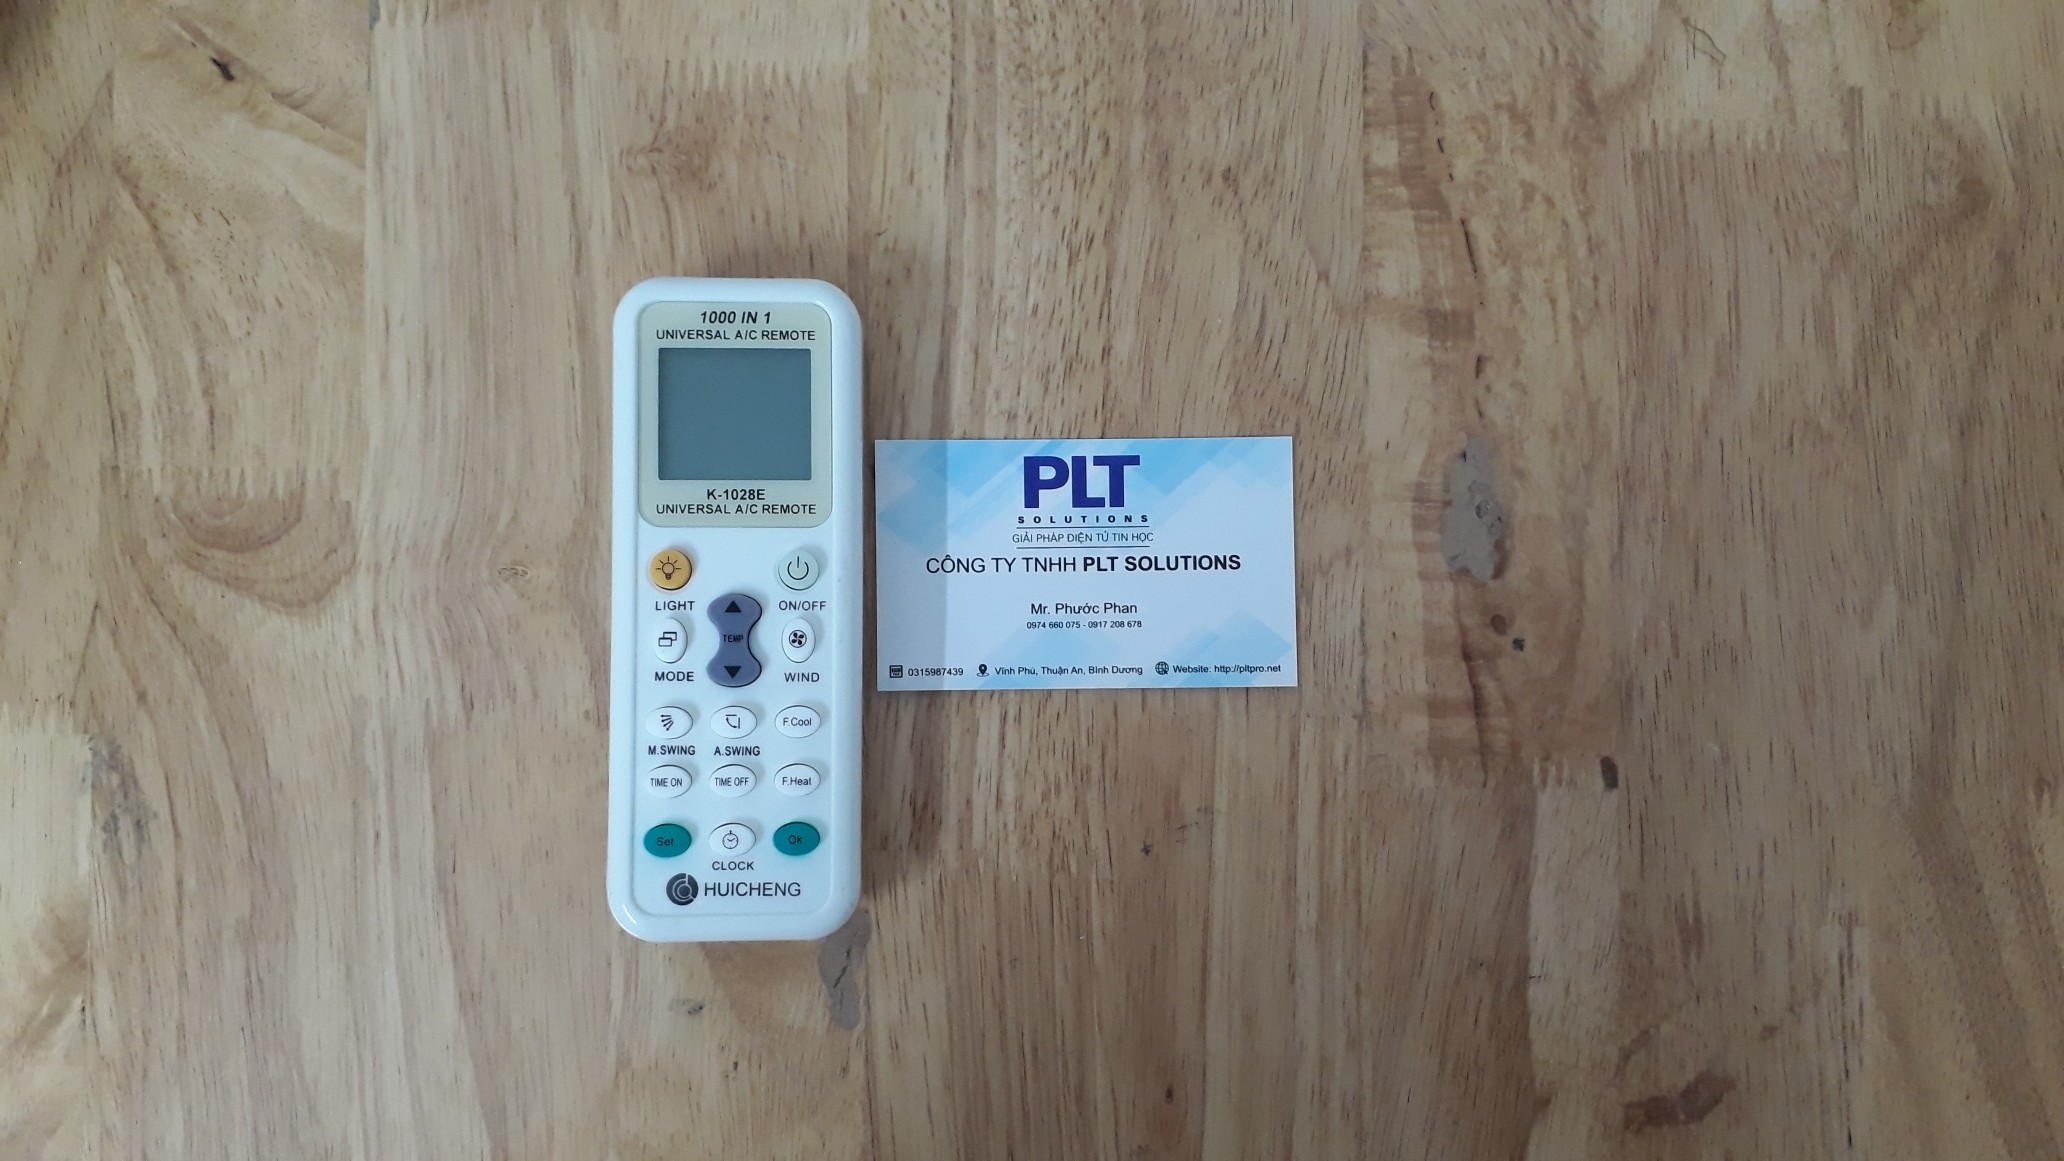 1000 IN 1
UNIVERSAL A/C REMOTE
K-1028E
UNIVERSAL A/C REMOTE
LIGHT
ON/OFF
TEMP
MODE
WIND
F.Cool
M.SWING
A.SWING
TIME ON
TIME OFF
F.Heat
Set
Ok
CLOCK
HUICHENG
PLT
SOLUTIONS
GIẢI PHÁP ĐIỆN TỬ TIN HỌC
CÔNG TY TNHH PLT SOLUTIONS
Mr. Phước Phan
0974 660 075 - 0917 208 678
0315987439 Vĩnh Phú, Thuận An, Bình Dương Website: http://pltpro.net